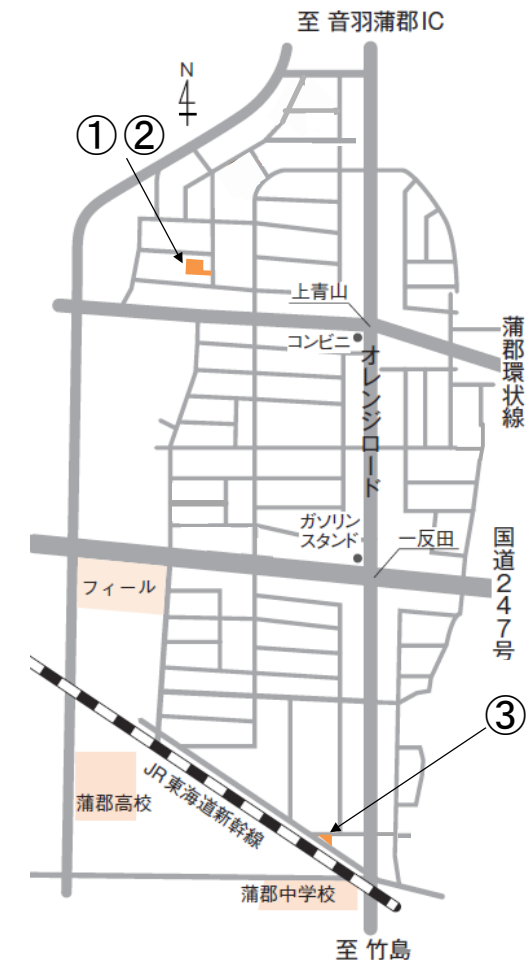 至 音羽蒲郡IC
N
① ②
上青山
コンビニ
蒲郡環状線
オレンジロード
ガソリン
スタンド
一反田
国道247号
フィール
③
JR東海道新幹線
蒲郡高校
蒲郡中学校
至 竹島